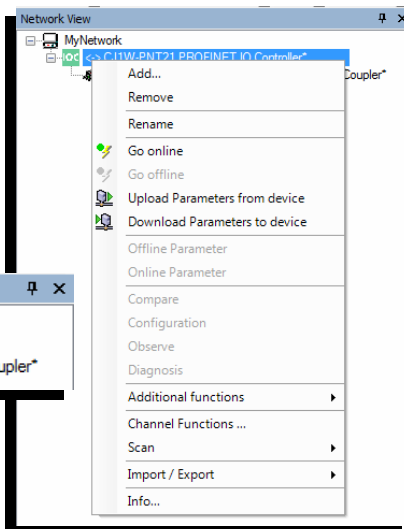 Network View
MyNetwork
IOC <-> CJ1W-PNT21 PROFINET IO Controller*
Coupler*
Add...
Remove
Rename
Go online
Go offline
Upload Parameters from device
Download Parameters to device
Offline Parameter
Online Parameter
Compare
Configuration
Observe
Diagnosis
Additional functions
Channel Functions ...
Scan
Import / Export
Info...
upler*